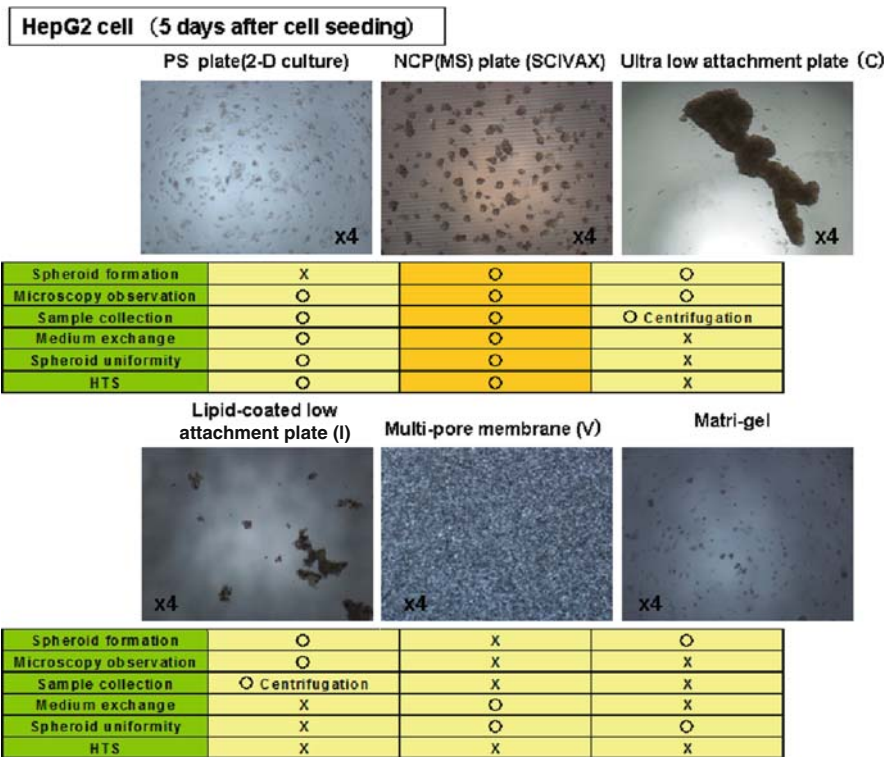 HepG2 cell (5 days after cell seeding)
PS plate(2-D culture) NCP(MS) plate (SCIVAX) Ultra low attachment plate (C)
x4 x4 x4
Spheroid formation X O O
Microscopy observation O O O
Sample collection O O O Centrifugation
Medium exchange O O X
Spheroid uniformity O O X
HTS O O X
Lipid-coated low
attachment plate (I) Multi-pore membrane (V) Matri-gel
x4 x4 x4
Spheroid formation O X O
Microscopy observation O X X
Sample collection O Centrifugation X X
Medium exchange X O X
Spheroid uniformity X O O
HTS X X X